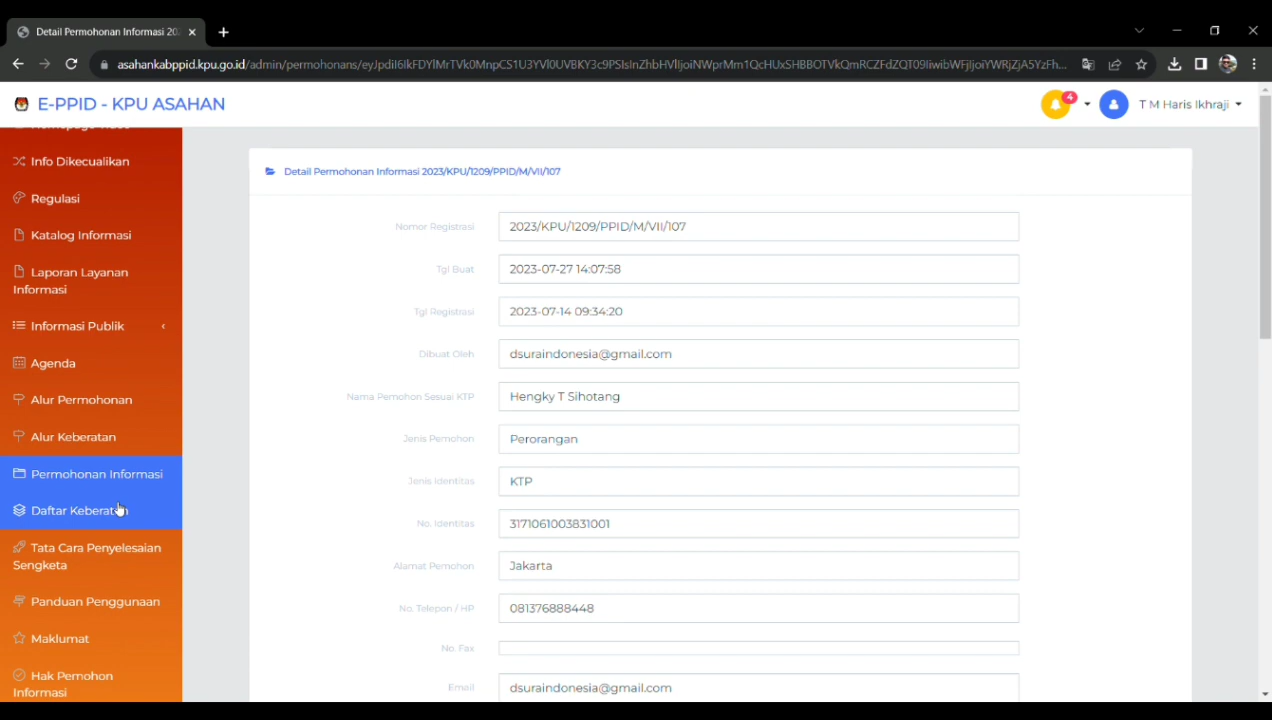 Detail Permohonan Informasi 202
asahankabppid.kpu.go.id/admin/permohonans/
E-PPID - KPU ASAHAN
4
T M Haris Ikhraji
Homepage Video
Info Dikecualikan
Regulasi
Katalog Informasi
Laporan Layanan
Informasi
Informasi Publik
Agenda
Alur Permohonan
Alur Keberatan
Permohonan Informasi
Daftar Keberatan
Tata Cara Penyelesaian
Sengketa
Panduan Penggunaan
Maklumat
Hak Pemohon
Informasi
Detail Permohonan Informasi 2023/KPU/1209/PPID/M/VII/107
Nomor Registrasi 2023/KPU/1209/PPID/M/VII/107
Tgl Buat 2023-07-27 14:07:58
Tgl Registrasi 2023-07-14 09:34:20
Dibuat Oleh dsuraindonesia@gmail.com
Nama Pemohon Sesuai KTP Hengky T Sihotang
Jenis Pemohon Perorangan
Jenis Identitas KTP
No. Identitas 3171061003831001
Alamat Pemohon Jakarta
No. Telepon / HP 081376888448
No. Fax
Email dsuraindonesia@gmail.com